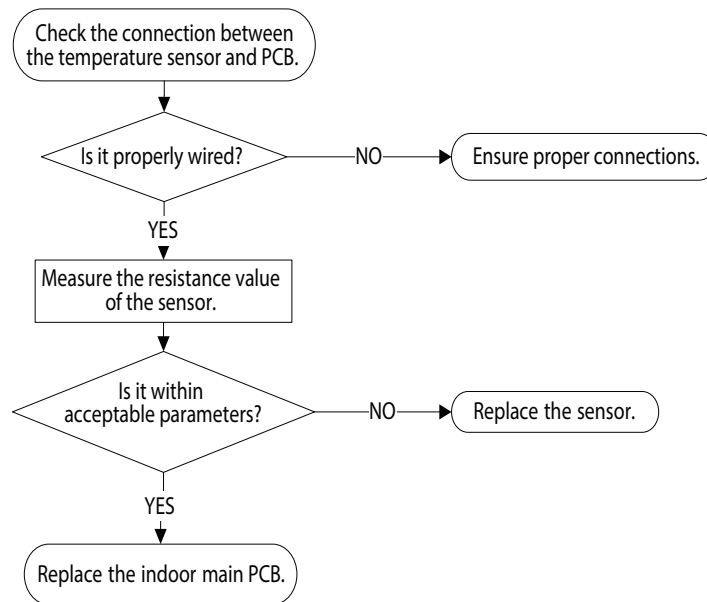 Check the connection between
the temperature sensor and PCB.
Is it properly wired?
NO
Ensure proper connections.
YES
Measure the resistance value
of the sensor.
Is it within
acceptable parameters?
NO
Replace the sensor.
YES
Replace the indoor main PCB.